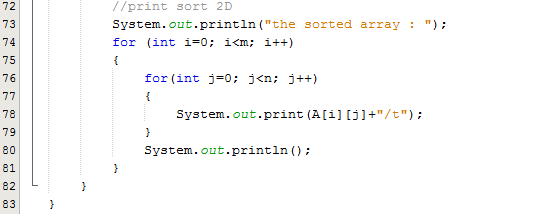 72 //print sort 2D
73 System.out.println("the sorted array : ");
74 for (int i=0; i<m; i++)
75 {
76 for(int j=0; j<n; j++)
77 {
78 System.out.print(A[i][j]+"/t");
79 }
80 System.out.println();
81 }
82 }
83 }